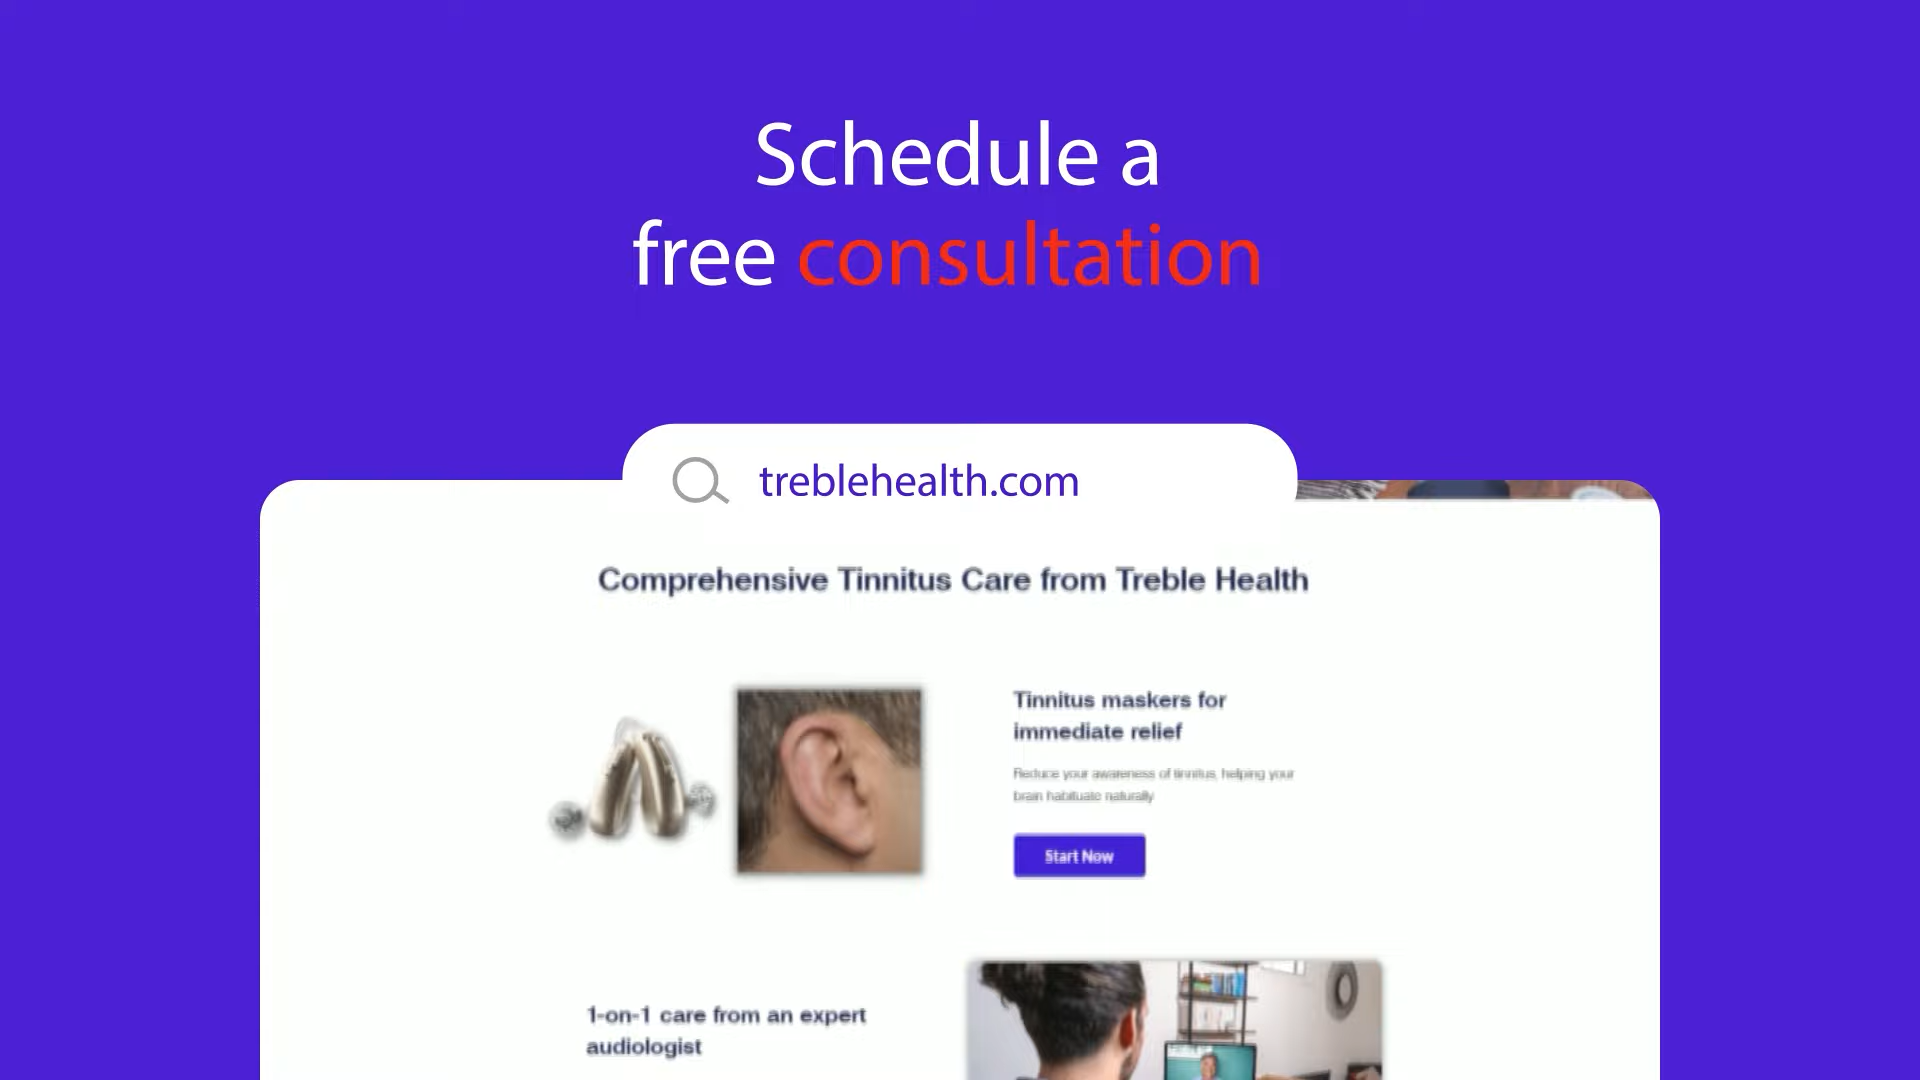 Schedule a
free consultation
treblehealth.com
Comprehensive Tinnitus Care from Treble Health
Tinnitus maskers for
immediate relief
Reduce your awareness of tinnitus, helping your
brain habituate naturally
Start Now
1-on-1 care from an expert
audiologist